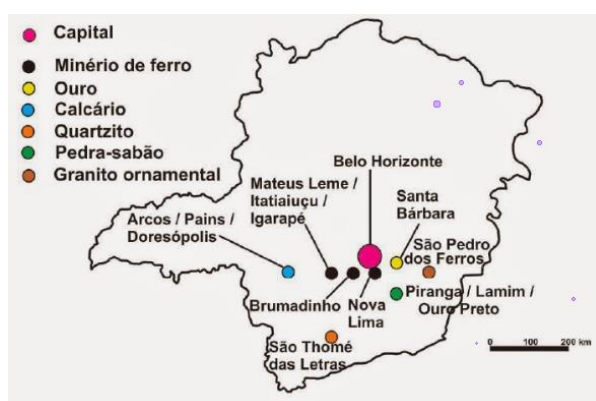 Capital
Minério de ferro
Ouro
Calcário
Quartzito
Pedra-sabão
Granito ornamental
Belo Horizonte
Mateus Leme /
Itatiaiuçu /
Igarapé
Santa
Bárbara
Arcos / Pains /
Doresópolis
São Pedro
dos Ferros
Brumadinho
Nova
Lima
Piranga / Lamim /
Ouro Preto
São Thomé
das Letras
0 100 200 km